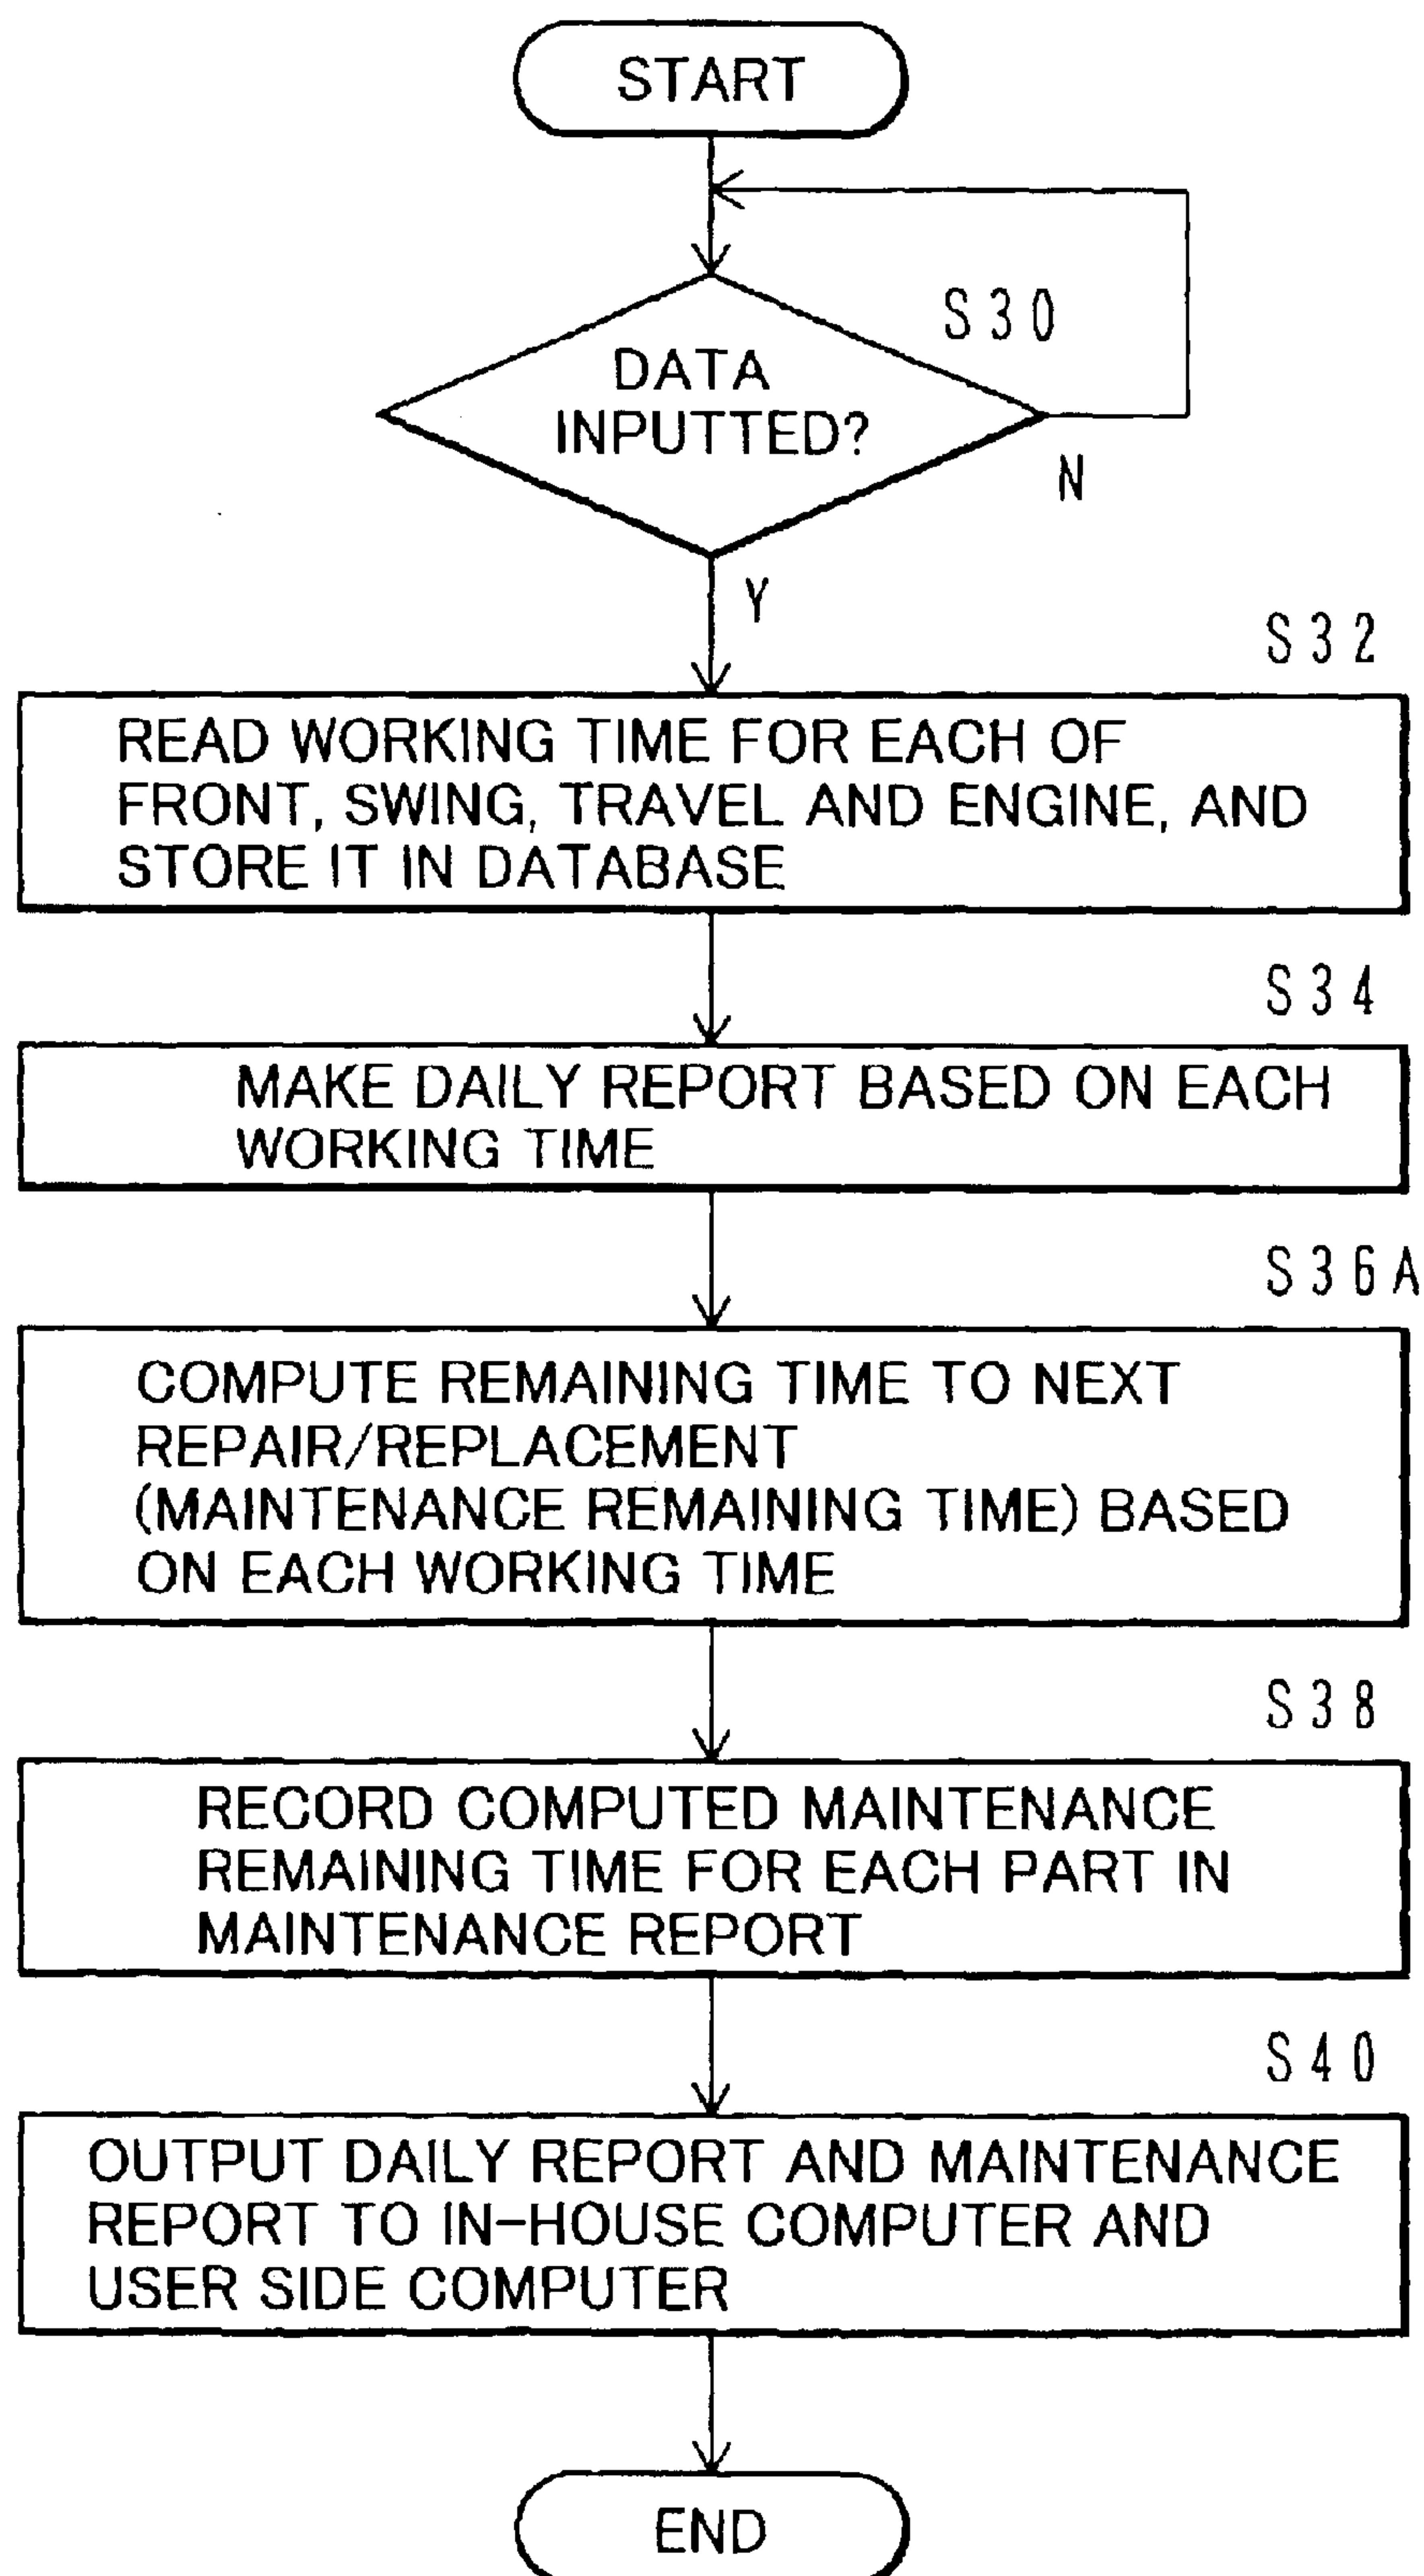 START
S30
DATA
INPUTTED?
N
Y
S32
READ WORKING TIME FOR EACH OF
FRONT, SWING, TRAVEL AND ENGINE, AND
STORE IT IN DATABASE
S34
MAKE DAILY REPORT BASED ON EACH
WORKING TIME
S36A
COMPUTE REMAINING TIME TO NEXT
REPAIR/REPLACEMENT
(MAINTENANCE REMAINING TIME) BASED
ON EACH WORKING TIME
S38
RECORD COMPUTED MAINTENANCE
REMAINING TIME FOR EACH PART IN
MAINTENANCE REPORT
S40
OUTPUT DAILY REPORT AND MAINTENANCE
REPORT TO IN-HOUSE COMPUTER AND
USER SIDE COMPUTER
END